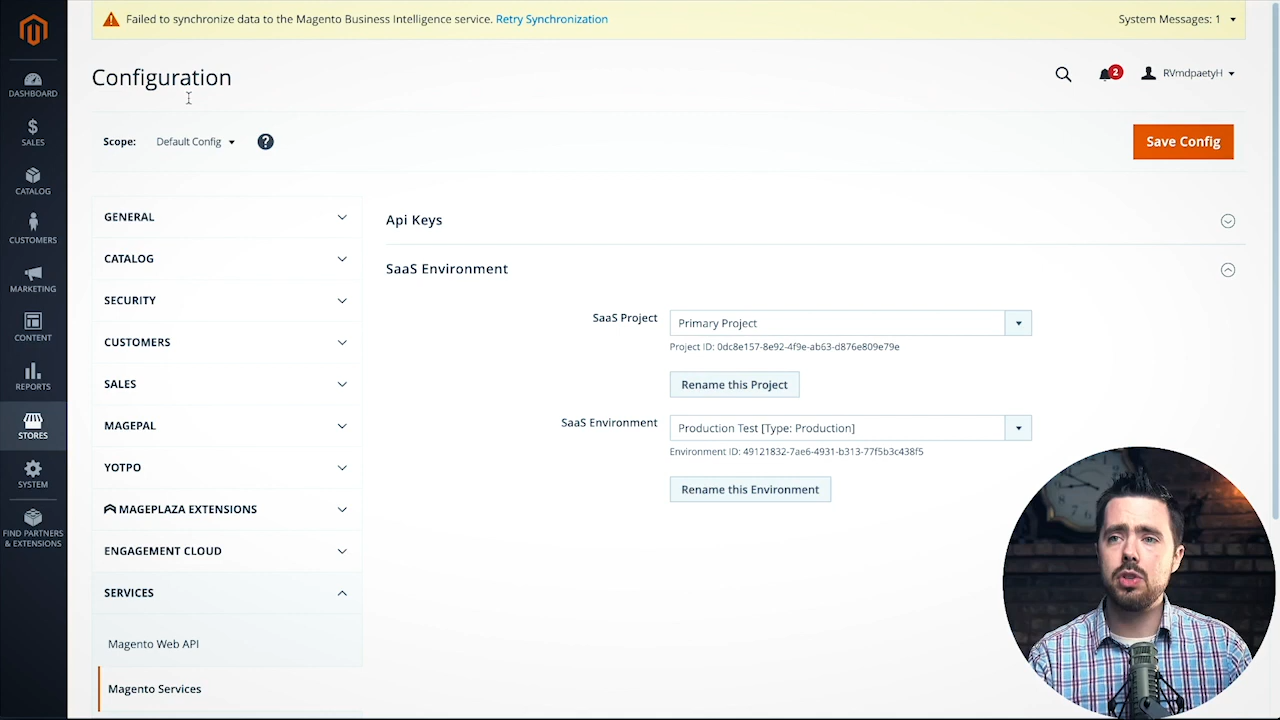 Failed to synchronize data to the Magento Business Intelligence service. Retry Synchronization
System Messages: 1
Configuration
2
RVmdpaetyH
Scope: Default Config ?
Save Config
DASHBOARD
SALES
CATALOG
CUSTOMERS
MARKETING
CONTENT
REPORTS
STORES
SYSTEM
FIND PARTNERS
& EXTENSIONS
GENERAL
CATALOG
SECURITY
CUSTOMERS
SALES
MAGEPAL
YOTPO
MAGEPLAZA EXTENSIONS
ENGAGEMENT CLOUD
SERVICES
Magento Web API
Magento Services
Api Keys
SaaS Environment
SaaS Project
Primary Project
Project ID: 0dc8e157-8e92-4f9e-ab63-d876e809e79e
Rename this Project
SaaS Environment
Production Test [Type: Production]
Environment ID: 49121832-7ae6-4931-b313-77f5b3c438f5
Rename this Environment